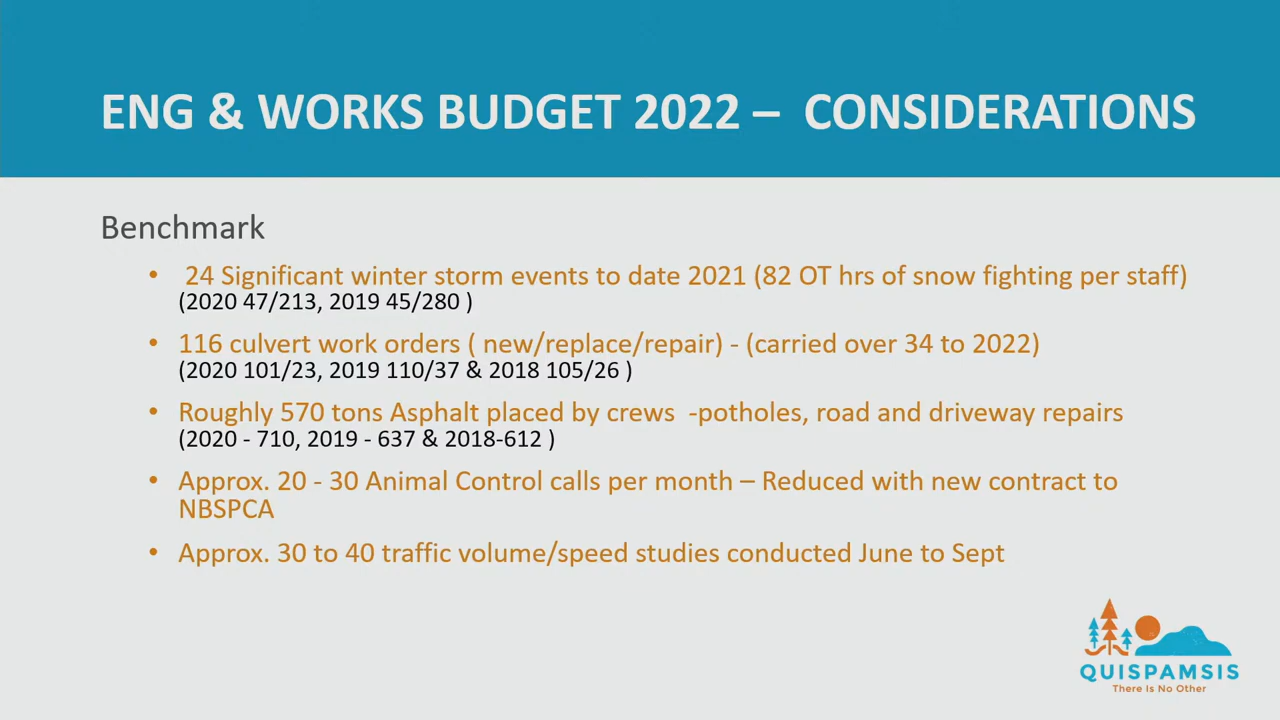 ENG & WORKS BUDGET 2022 – CONSIDERATIONS
Benchmark
• 24 Significant winter storm events to date 2021 (82 OT hrs of snow fighting per staff)
(2020 47/213, 2019 45/280 )
• 116 culvert work orders ( new/replace/repair) - (carried over 34 to 2022)
(2020 101/23, 2019 110/37 & 2018 105/26 )
• Roughly 570 tons Asphalt placed by crews -potholes, road and driveway repairs
(2020 - 710, 2019 - 637 & 2018-612 )
• Approx. 20 - 30 Animal Control calls per month – Reduced with new contract to
NBSPCA
• Approx. 30 to 40 traffic volume/speed studies conducted June to Sept
QUISPAMSIS
There Is No Other